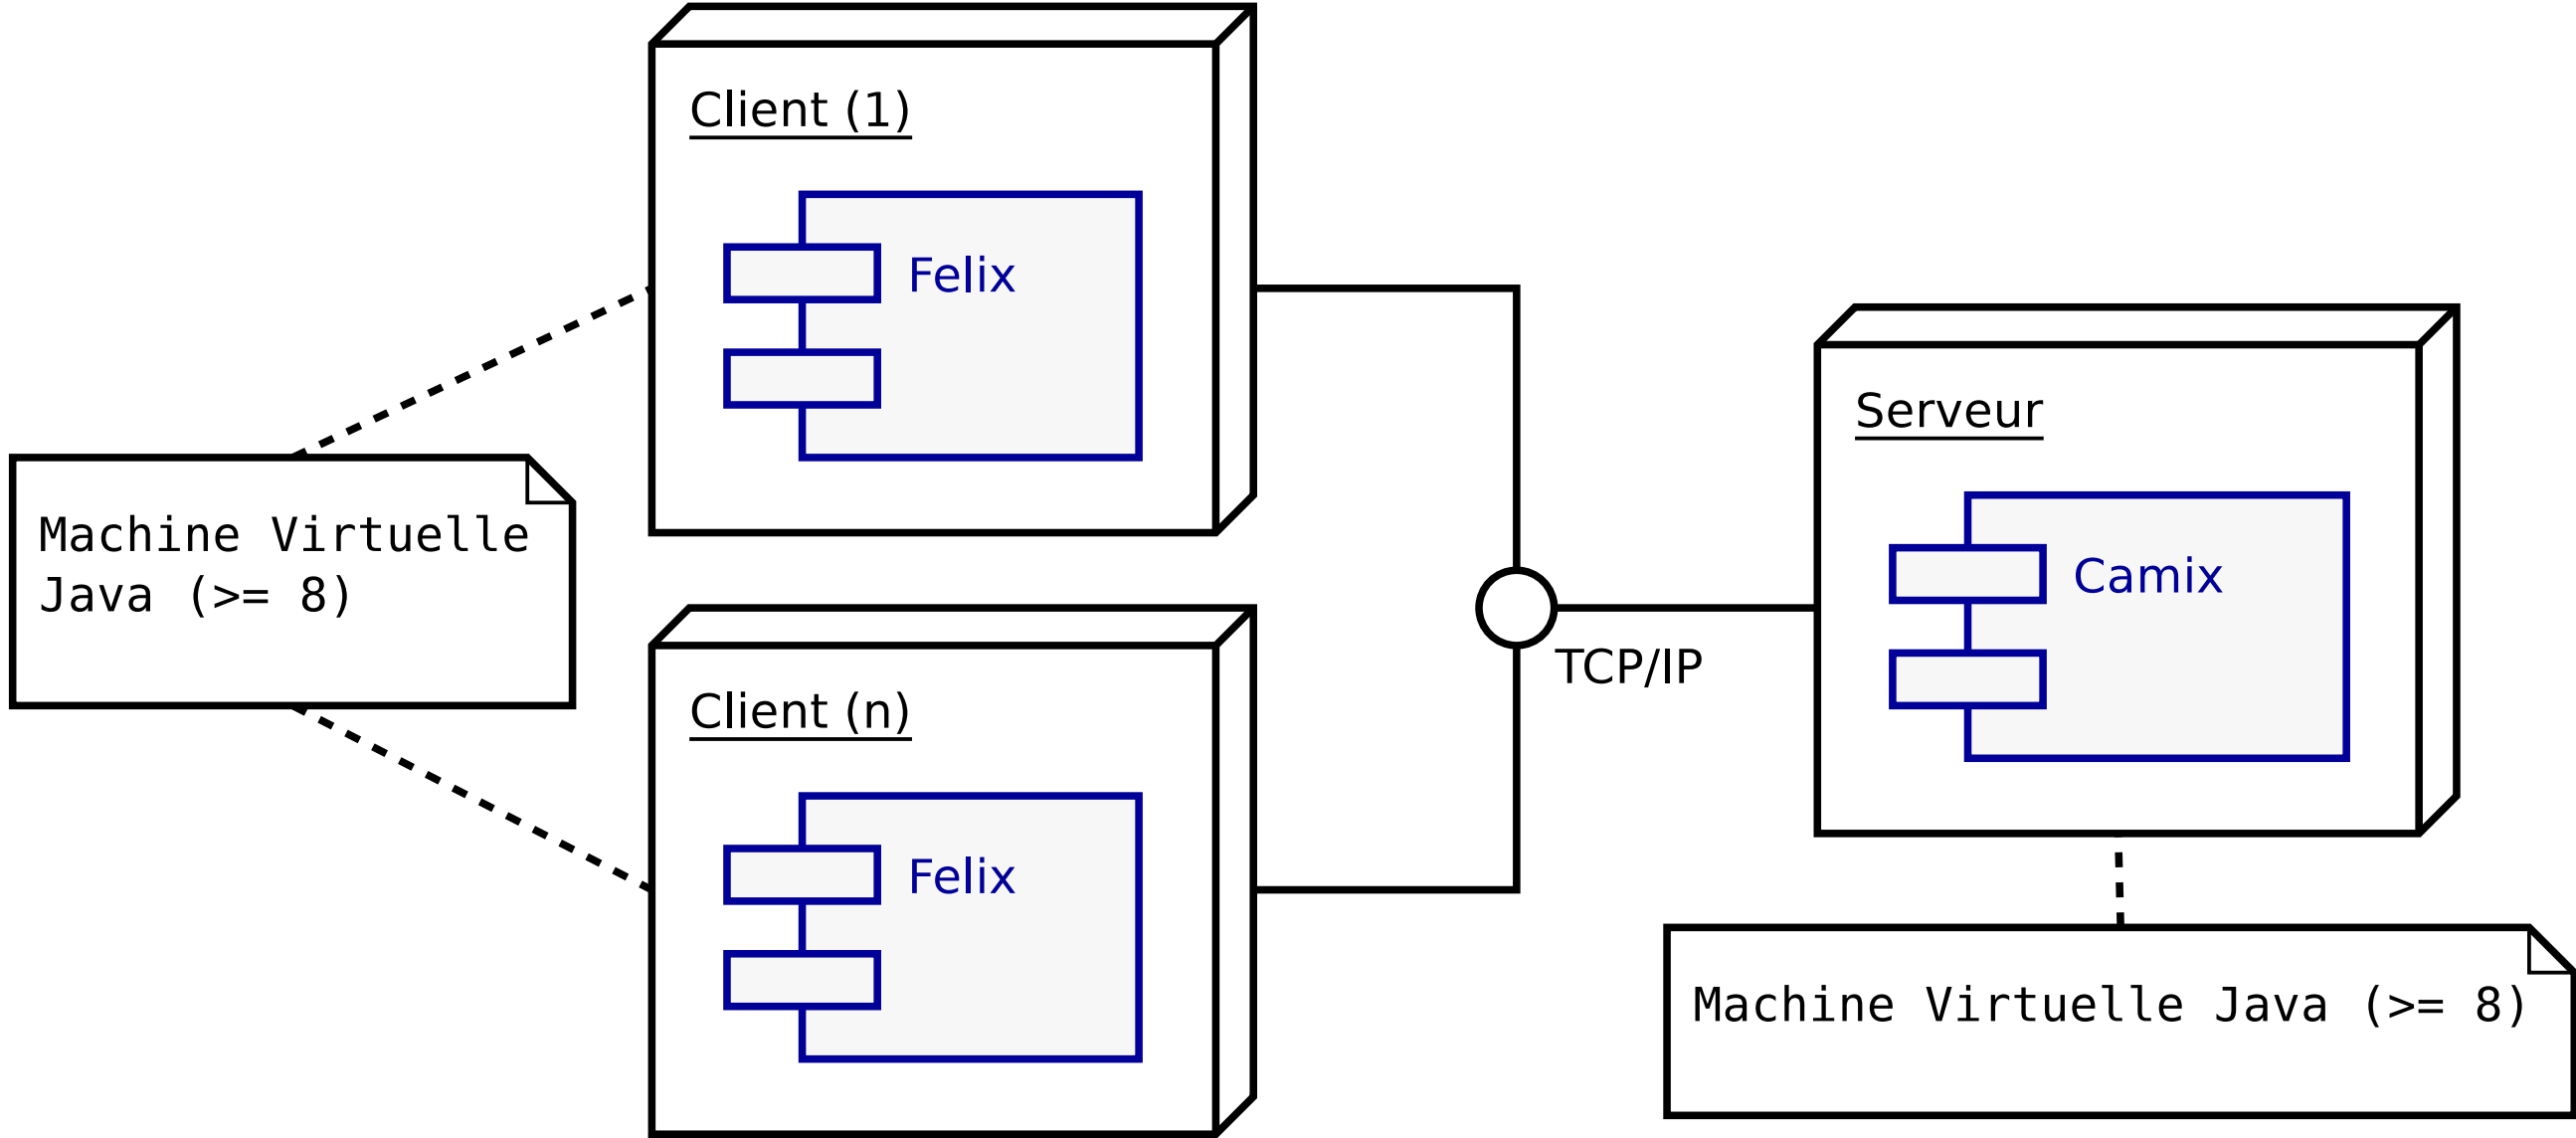 Client (1)
Felix
Machine Virtuelle
Java (>= 8)
Client (n)
Felix
TCP/IP
Serveur
Camix
Machine Virtuelle Java (>= 8)